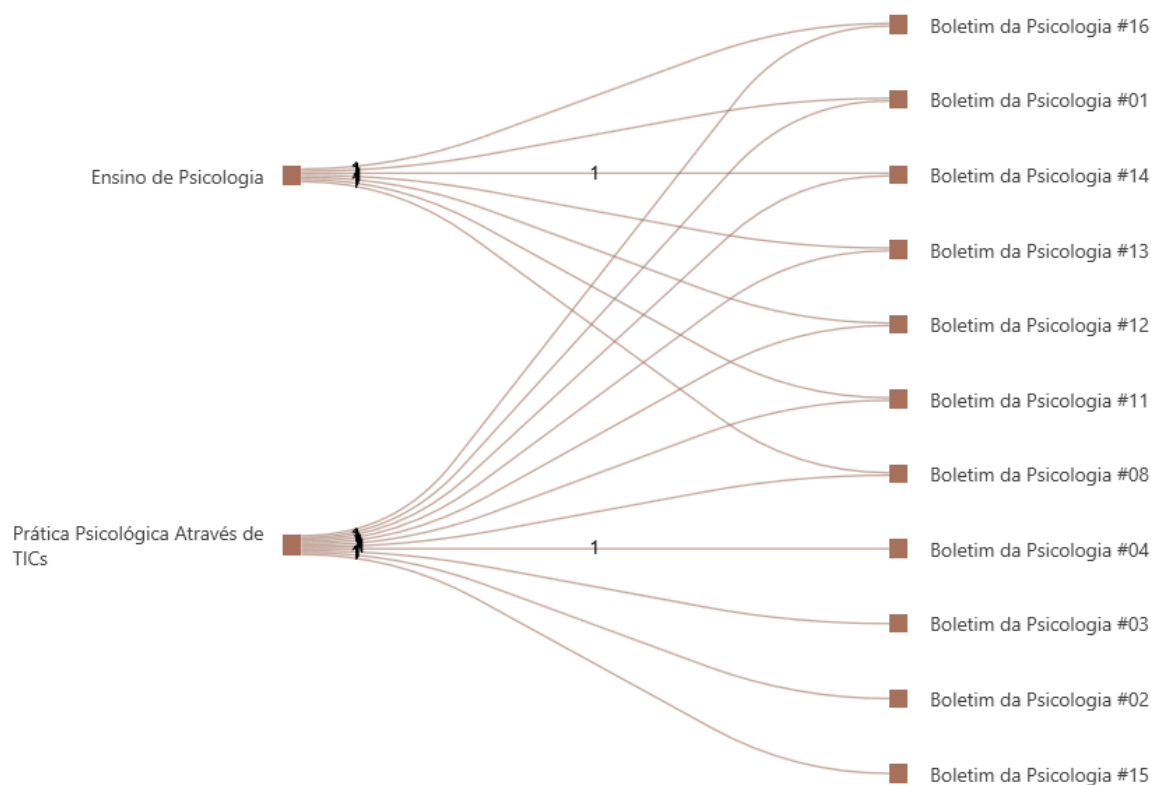 Boletim da Psicologia #16
Boletim da Psicologia #01
Ensino de Psicologia
1
Boletim da Psicologia #14
Boletim da Psicologia #13
Boletim da Psicologia #12
Boletim da Psicologia #11
Boletim da Psicologia #08
Prática Psicológica Através de
TICs
1
Boletim da Psicologia #04
Boletim da Psicologia #03
Boletim da Psicologia #02
Boletim da Psicologia #15